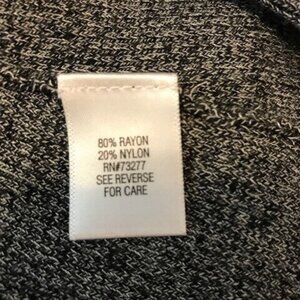 80% RAYON
20% NYLON
RN#73277
SEE REVERSE
FOR CARE